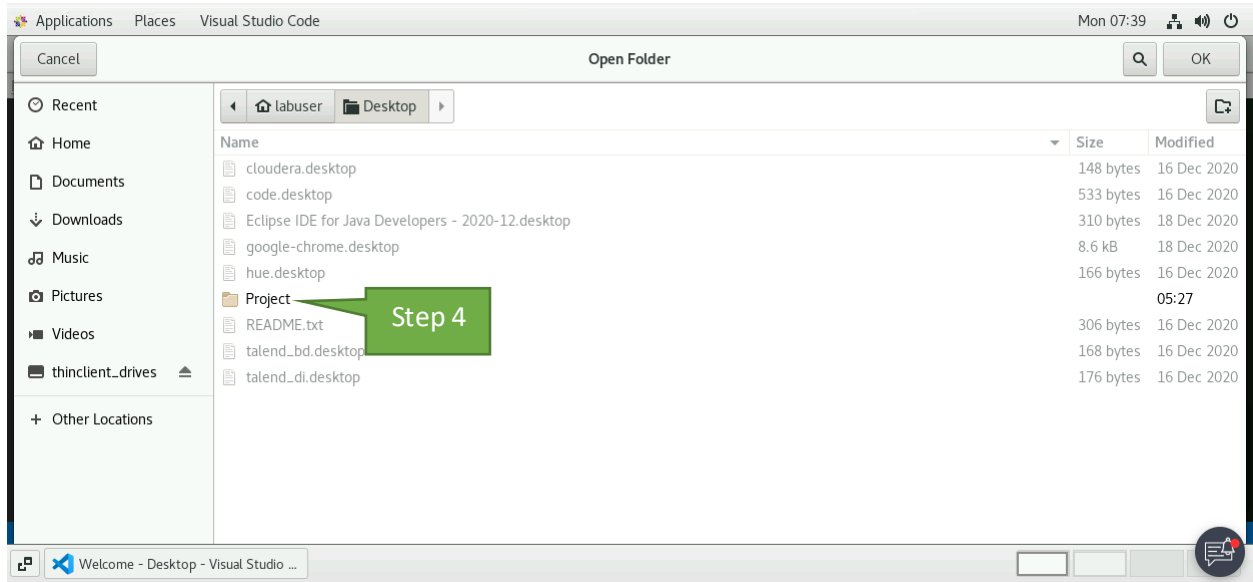 Applications Places Visual Studio Code Mon 07:39
Cancel Open Folder OK
Recent
Home
Documents
Downloads
Music
Pictures
Videos
thinclient_drives
+ Other Locations
labuser Desktop
Name Size Modified
cloudera.desktop 148 bytes 16 Dec 2020
code.desktop 533 bytes 16 Dec 2020
Eclipse IDE for Java Developers - 2020-12.desktop 310 bytes 18 Dec 2020
google-chrome.desktop 8.6 kB 18 Dec 2020
hue.desktop 166 bytes 16 Dec 2020
Project 05:27
Step 4
README.txt 306 bytes 16 Dec 2020
talend_bd.desktop 168 bytes 16 Dec 2020
talend_di.desktop 176 bytes 16 Dec 2020
Welcome - Desktop - Visual Studio ...